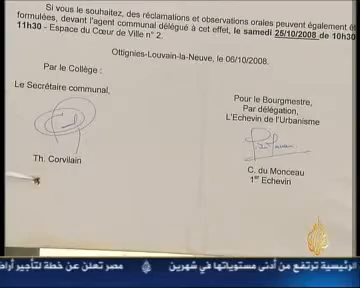 Si vous le souhaitez, des réclamations et observations orales peuvent également ê
formulées, devant l'agent communal délégué à cet effet, le samedi 25/10/2008 de 10h30
11h30 - Espace du Cœur de Ville n° 2.
Ottignies-Louvain-la-Neuve, le 06/10/2008.
Par le Collège :
Le Secrétaire communal,
Pour le Bourgmestre,
Par délégation,
L'Echevin de l'Urbanisme
Th. Corvilain
C. du Monceau
1er Echevin
الرئيسية ترتفع من أدنى مستوياتها في شهرين
مصر تعلن عن خطة لتأجير أراض